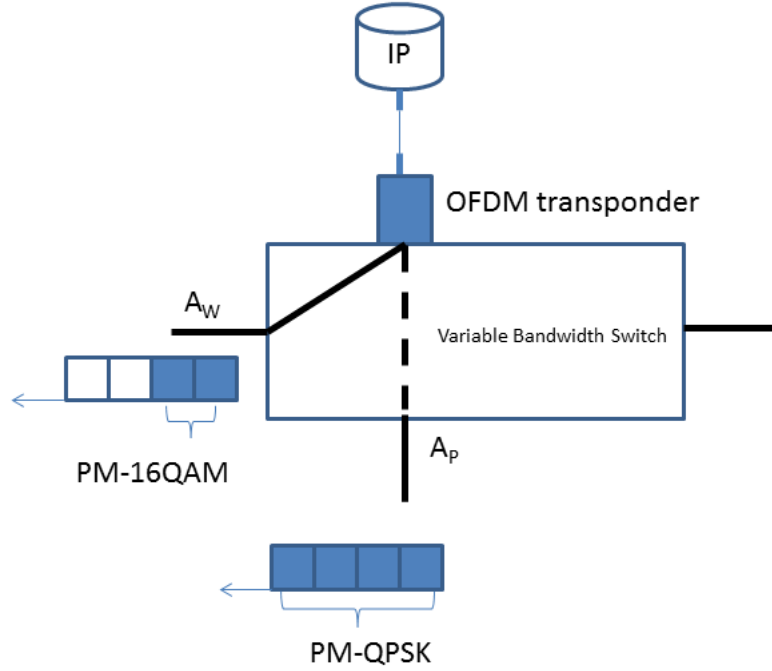 IP
OFDM transponder
A_W
Variable Bandwidth Switch
PM-16QAM
A_P
PM-QPSK